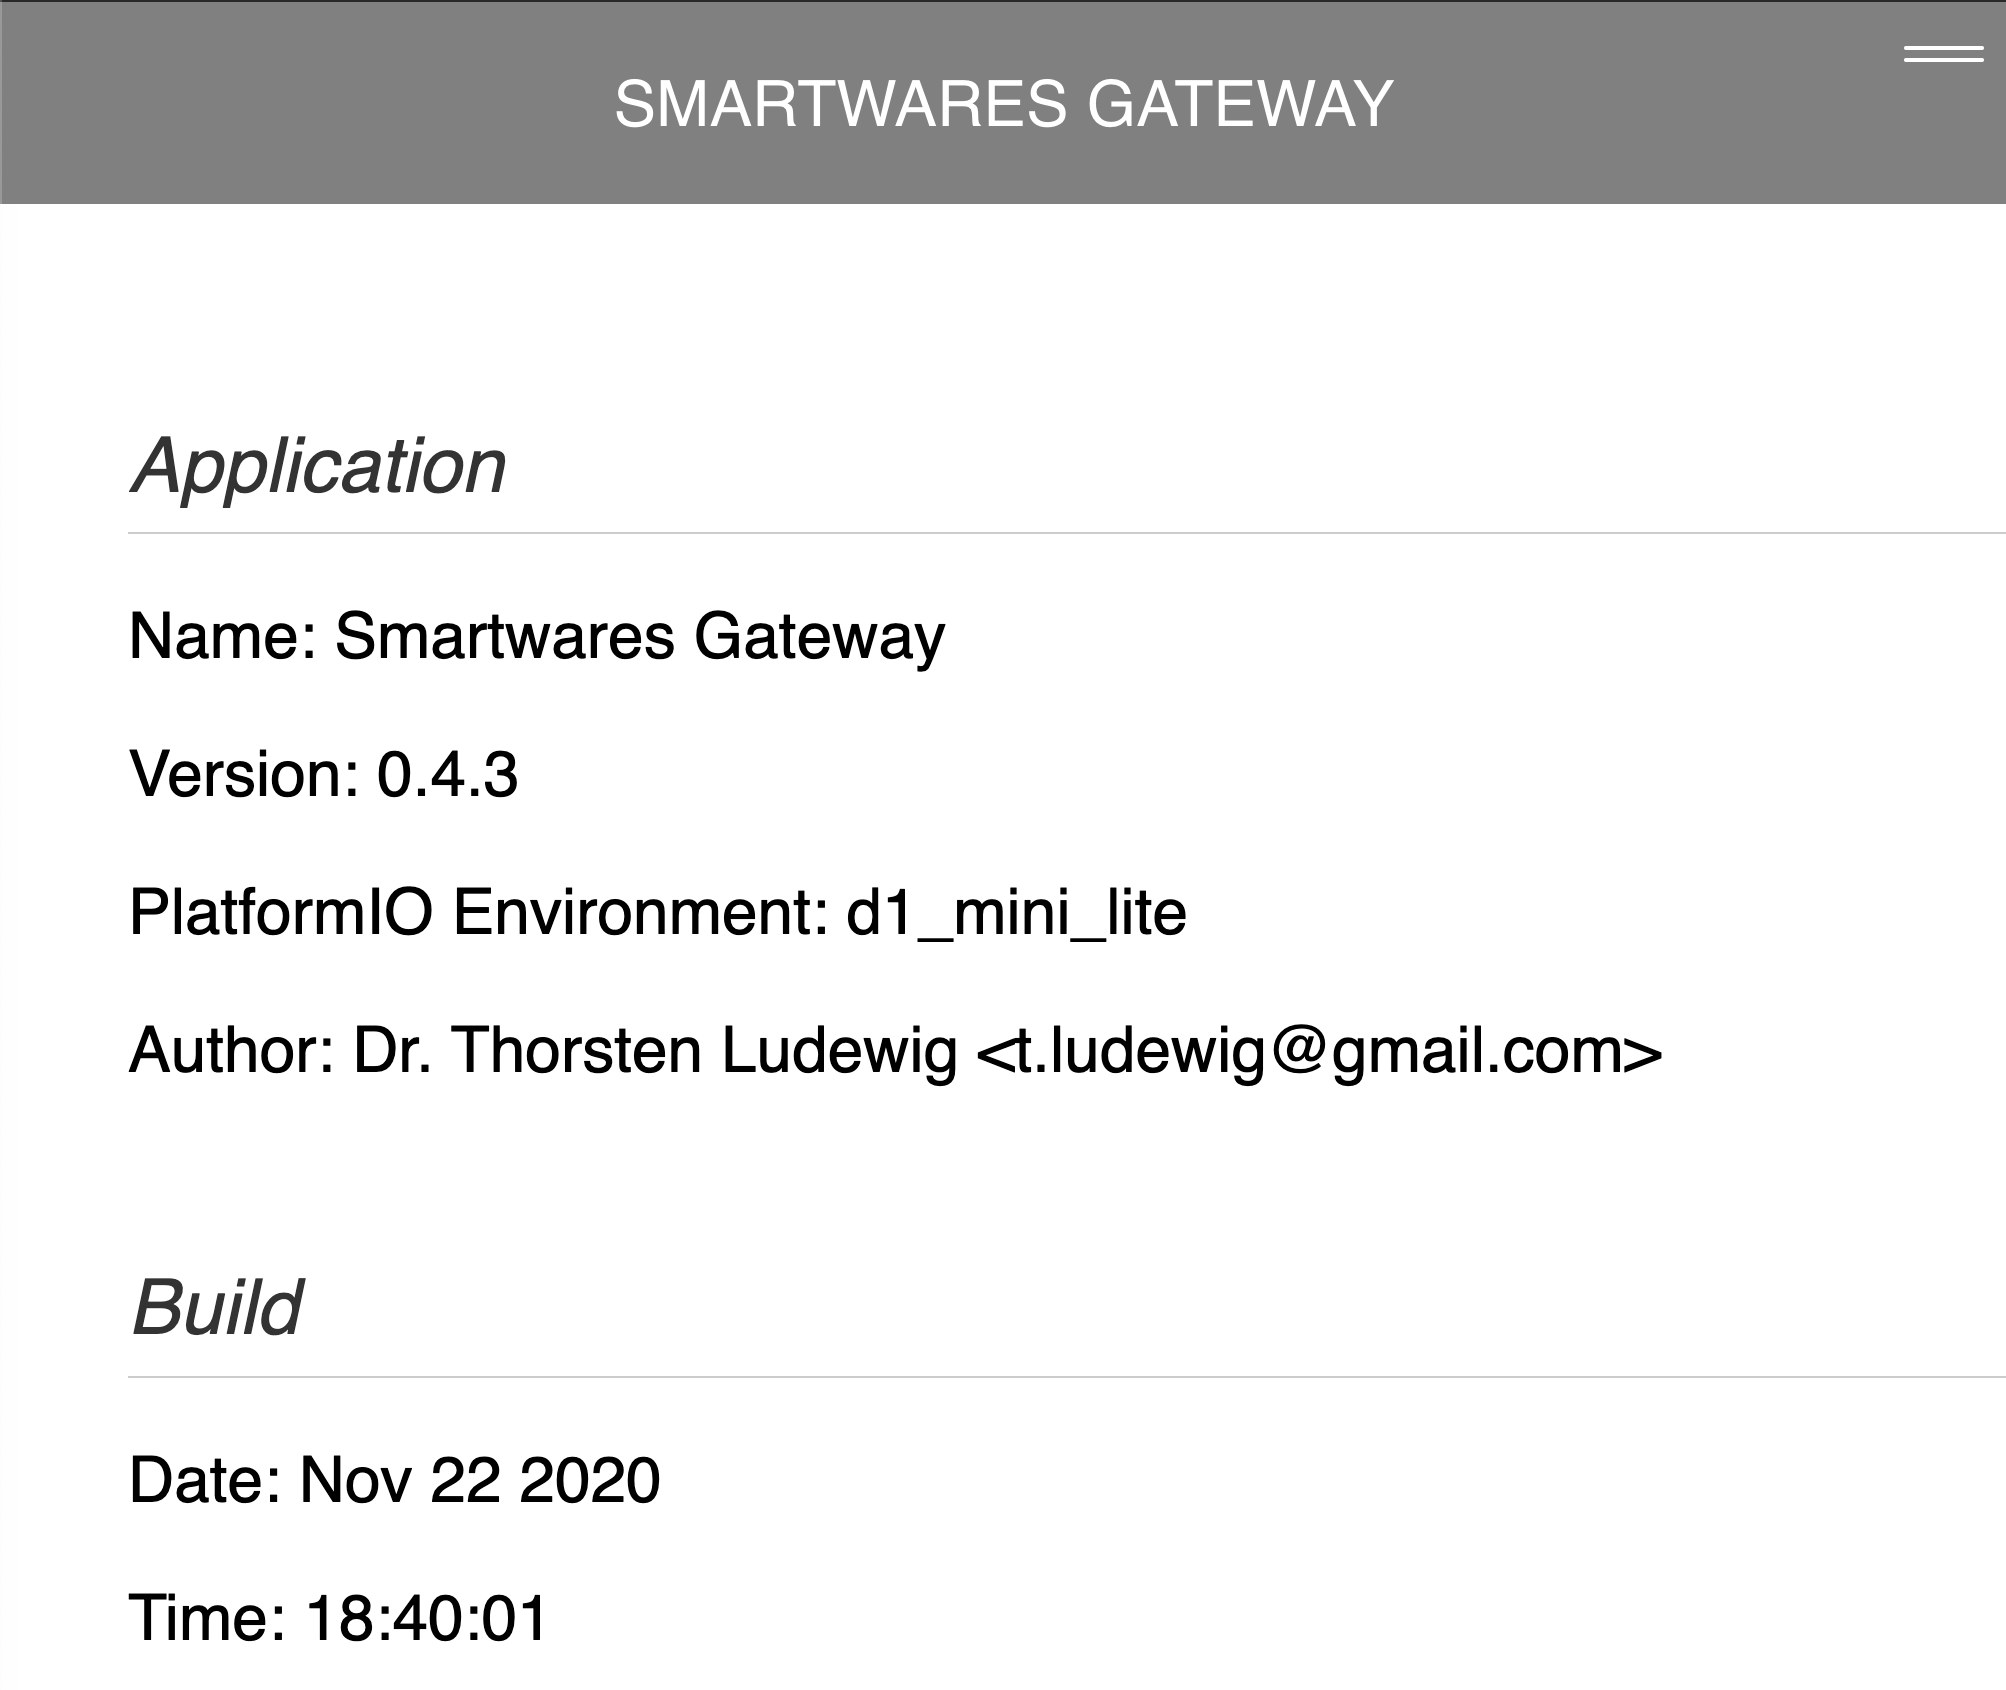 SMARTWARES GATEWAY
Application
Name: Smartwares Gateway
Version: 0.4.3
PlatformIO Environment: d1_mini_lite
Author: Dr. Thorsten Ludewig <t.ludewig@gmail.com>
Build
Date: Nov 22 2020
Time: 18:40:01